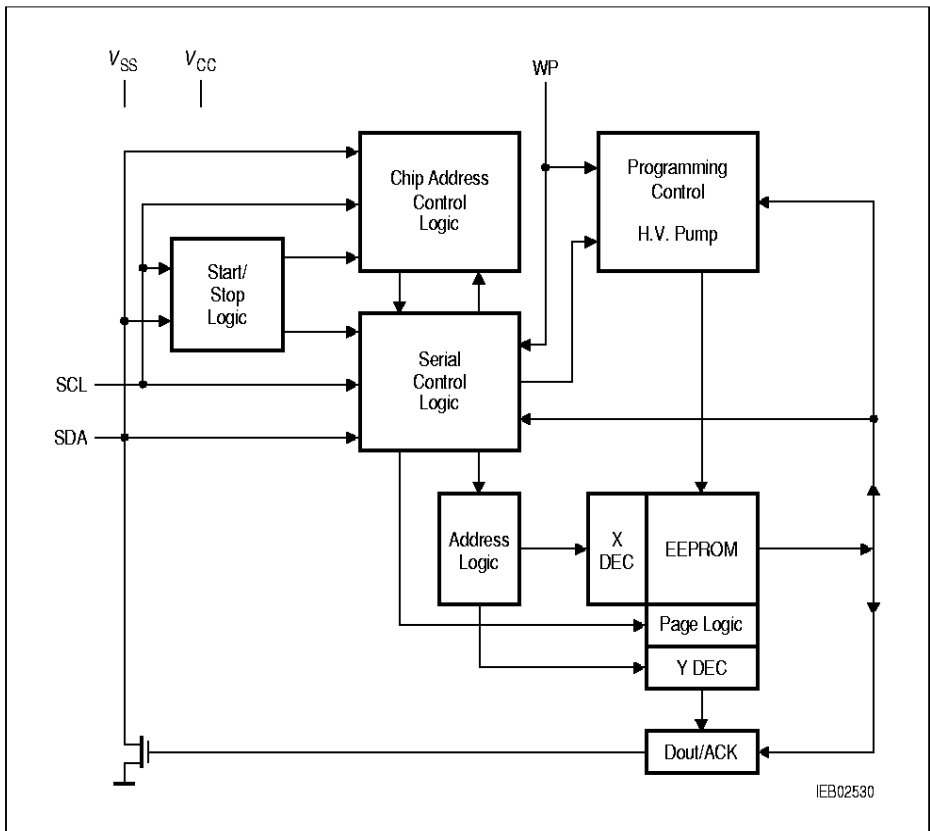 VSS
VCC
WP
Chip Address
Control
Logic
Programming
Control
H.V. Pump
Start/
Stop
Logic
Serial
Control
Logic
SCL
SDA
Address
Logic
X
DEC
EEPROM
Page Logic
Y DEC
Dout/ACK
IEB02530